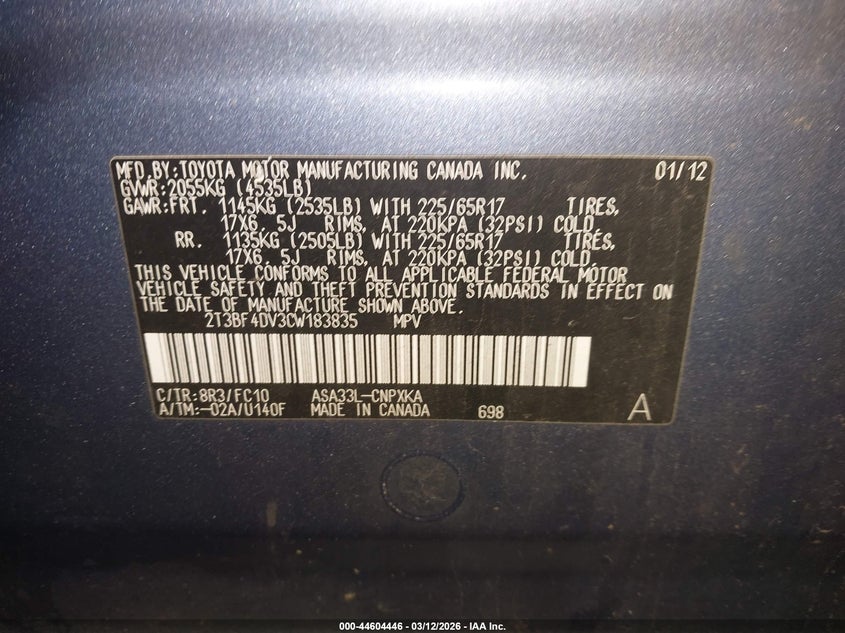 MFD.BY:TOYOTA MOTOR MANUFACTURING CANADA INC. 01/12
GVWR:2055KG (4535LB)
GAWR:FRT. 1145KG (2535LB) WITH 225/65R17 TIRES,
17X6. 5J RIMS, AT 220KPA (32PSI) COLD.
RR. 1135KG (2505LB) WITH 225/65R17 TIRES,
17X6. 5J RIMS, AT 220KPA (32PSI) COLD.
THIS VEHICLE CONFORMS TO ALL APPLICABLE FEDERAL MOTOR
VEHICLE SAFETY AND THEFT PREVENTION STANDARDS IN EFFECT ON
THE DATE OF MANUFACTURE SHOWN ABOVE.
2T3BF4DV3CW183835 MPV
C/TR:8R3/FC10 ASA33L-CNPXKA
A/TM:-02A/U140F MADE IN CANADA 698 A
000-44604446 - 03/12/2026 - IAA Inc.